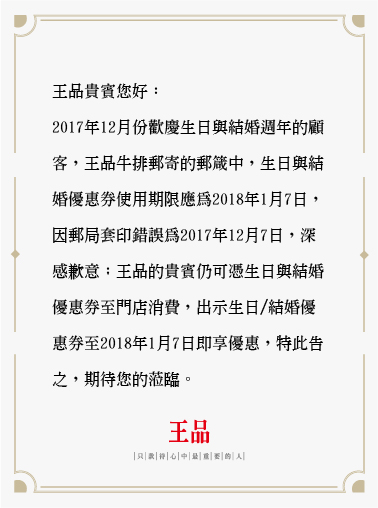 王品貴賓您好：
2017年12月份歡慶生日與結婚週年的顧
客，王品牛排郵寄的郵箴中，生日與結
婚優惠券使用期限應為2018年1月7日，
因郵局套印錯誤為2017年12月7日，深
感歉意；王品的貴賓仍可憑生日與結婚
優惠券至門店消費，出示生日/結婚優
惠券至2018年1月7日即享優惠，特此告
之，期待您的蒞臨。
王品
|只|款|待|心|中|最|重|要|的|人|